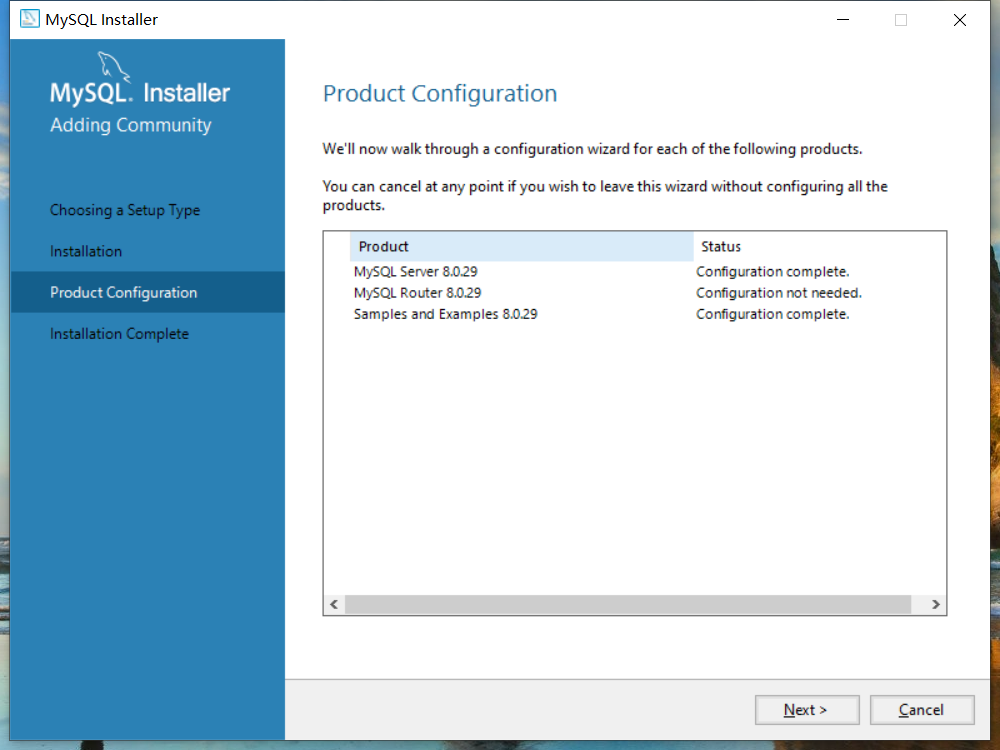 MySQL Installer
MySQL. Installer
Adding Community
Choosing a Setup Type
Installation
Product Configuration
Installation Complete
Product Configuration
We'll now walk through a configuration wizard for each of the following products.
You can cancel at any point if you wish to leave this wizard without configuring all the
products.
Product Status
MySQL Server 8.0.29 Configuration complete.
MySQL Router 8.0.29 Configuration not needed.
Samples and Examples 8.0.29 Configuration complete.
Next > Cancel